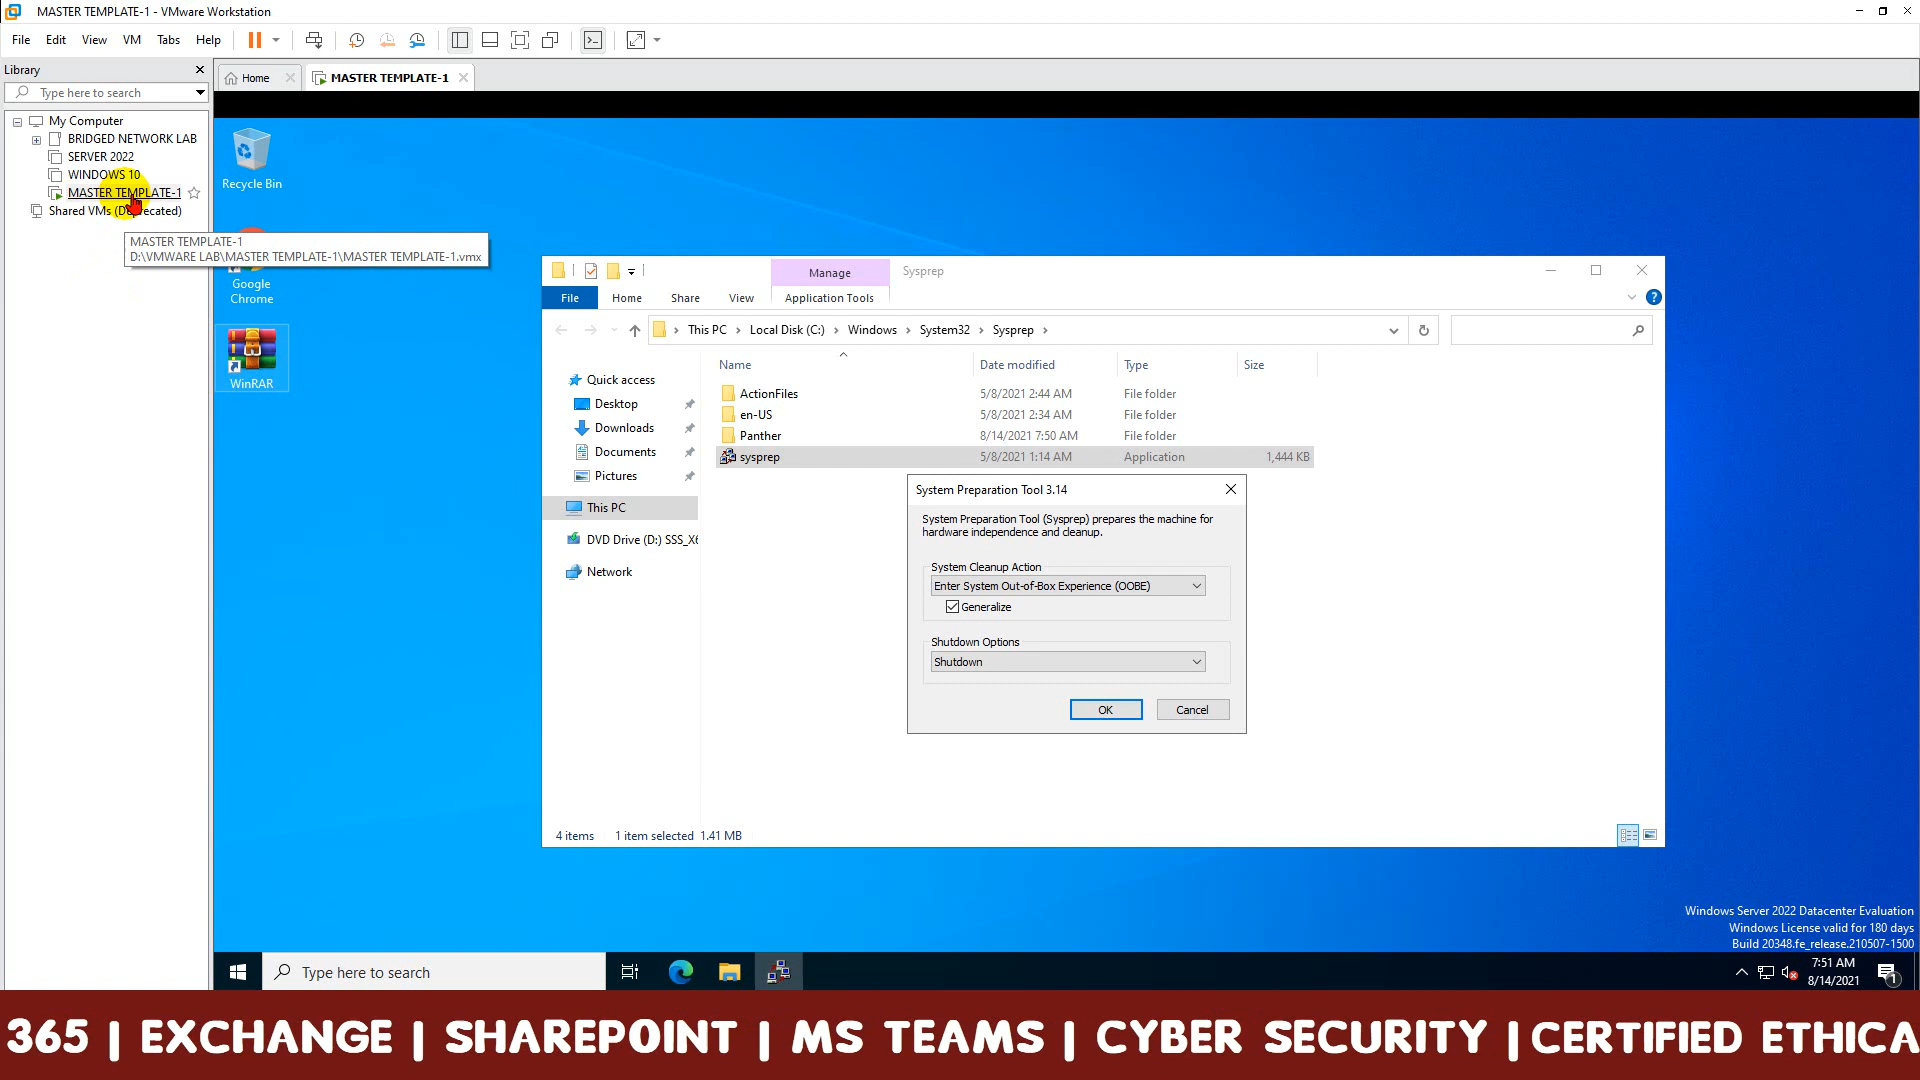 MASTER TEMPLATE-1 - VMware Workstation
File Edit View VM Tabs Help
Library
Type here to search
My Computer
BRIDGED NETWORK LAB
SERVER 2022
WINDOWS 10
MASTER TEMPLATE-1
Shared VMs (De recated)
MASTER TEMPLATE-1
D:\VMWARE LAB\MASTER TEMPLATE-1\MASTER TEMPLATE-1.vmx
Home
MASTER TEMPLATE-1
Recycle Bin
Google
Chrome
WinRAR
Manage
Sysprep
File Home Share View Application Tools
This PC > Local Disk (C:) > Windows > System32 > Sysprep >
Name Date modified Type Size
Quick access
Desktop
Downloads
Documents
Pictures
This PC
DVD Drive (D:) SSS_X6
Network
ActionFiles 5/8/2021 2:44 AM File folder
en-US 5/8/2021 2:34 AM File folder
Panther 8/14/2021 7:50 AM File folder
sysprep 5/8/2021 1:14 AM Application 1,444 KB
System Preparation Tool 3.14
System Preparation Tool (Sysprep) prepares the machine for
hardware independence and cleanup.
System Cleanup Action
Enter System Out-of-Box Experience (OOBE)
Generalize
Shutdown Options
Shutdown
OK Cancel
4 items 1 item selected 1.41 MB
Windows Server 2022 Datacenter Evaluation
Windows License valid for 180 days
Build 20348.fe_release.210507-1500
Type here to search
7:51 AM
8/14/2021
1
365 | EXCHANGE | SHAREPOINT | MS TEAMS | CYBER SECURITY | CERTIFIED ETHICA